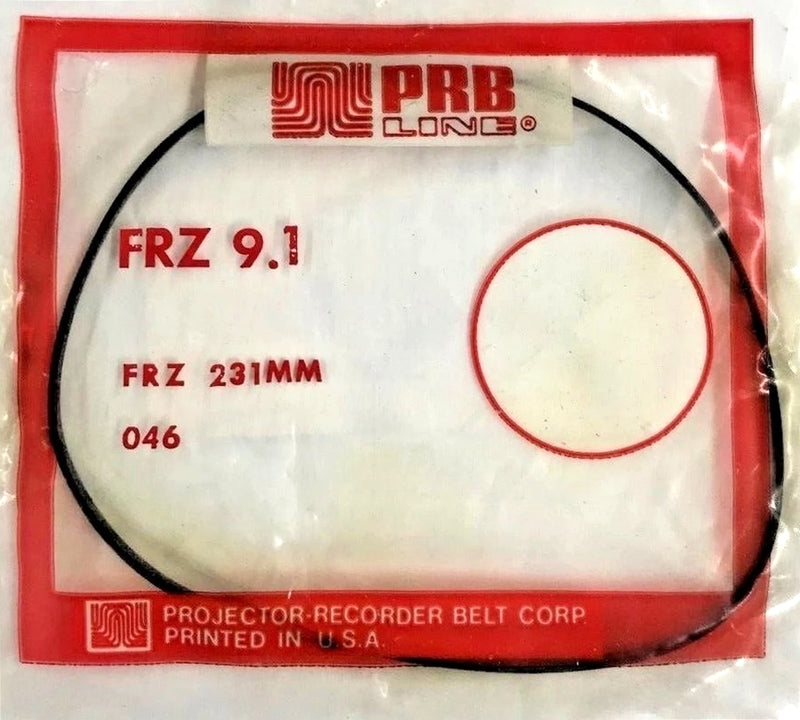 PRB
LINE®
FRZ 9.1
FRZ 231MM
046
PROJECTOR-RECORDER BELT CORP.
PRINTED IN U.S.A.